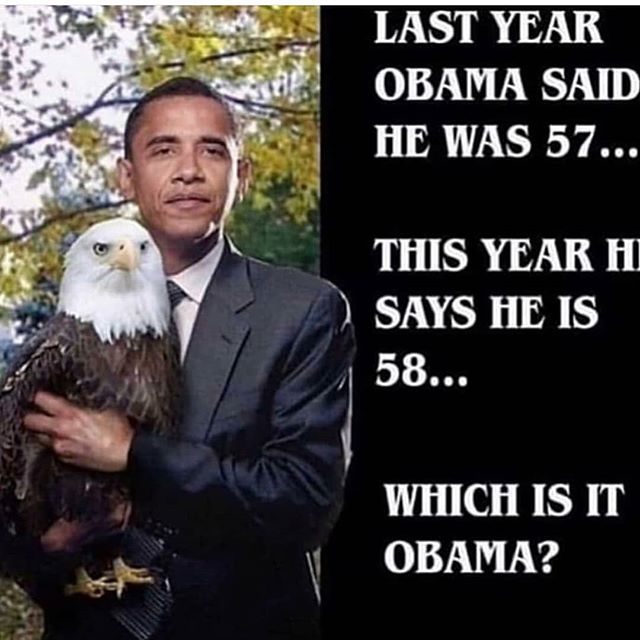 LAST YEAR
OBAMA SAID
HE WAS 57...
THIS YEAR H
SAYS HE IS
58...
WHICH IS IT
OBAMA?